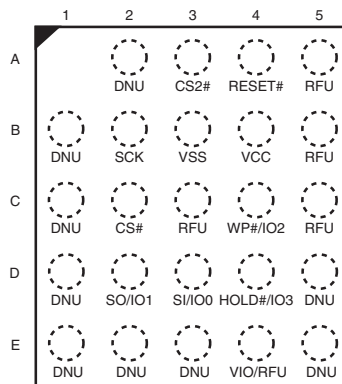 1 2 3 4 5
A
DNU CS2# RESET# RFU
B
DNU SCK VSS VCC RFU
C
DNU CS# RFU WP#/IO2 RFU
D
DNU SO/IO1 SI/IO0 HOLD#/IO3 DNU
E
DNU DNU DNU VIO/RFU DNU